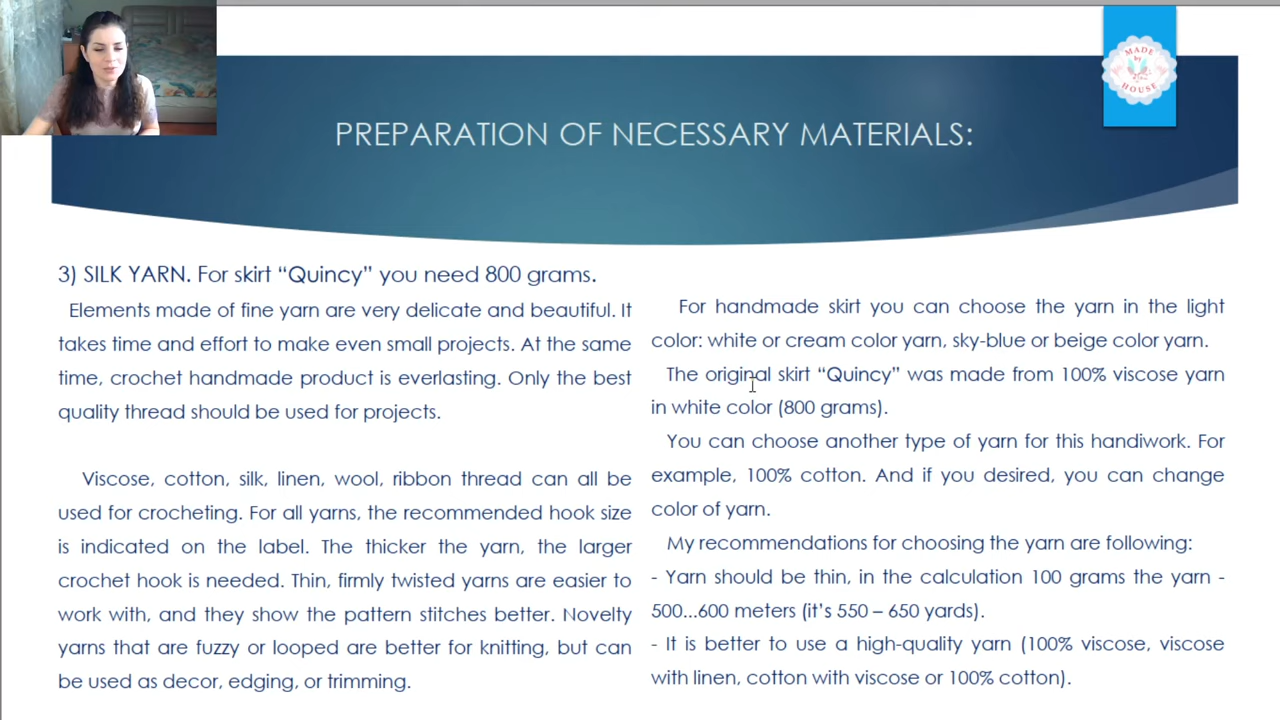 MADE
by
HOUSE
PREPARATION OF NECESSARY MATERIALS:
3) SILK YARN. For skirt “Quincy” you need 800 grams.
Elements made of fine yarn are very delicate and beautiful. It
takes time and effort to make even small projects. At the same
time, crochet handmade product is everlasting. Only the best
quality thread should be used for projects.
Viscose, cotton, silk, linen, wool, ribbon thread can all be
used for crocheting. For all yarns, the recommended hook size
is indicated on the label. The thicker the yarn, the larger
crochet hook is needed. Thin, firmly twisted yarns are easier to
work with, and they show the pattern stitches better. Novelty
yarns that are fuzzy or looped are better for knitting, but can
be used as decor, edging, or trimming.
For handmade skirt you can choose the yarn in the light
color: white or cream color yarn, sky-blue or beige color yarn.
The original skirt “Quincy” was made from 100% viscose yarn
in white color (800 grams).
You can choose another type of yarn for this handiwork. For
example, 100% cotton. And if you desired, you can change
color of yarn.
My recommendations for choosing the yarn are following:
- Yarn should be thin, in the calculation 100 grams the yarn -
500...600 meters (it’s 550 – 650 yards).
- It is better to use a high-quality yarn (100% viscose, viscose
with linen, cotton with viscose or 100% cotton).